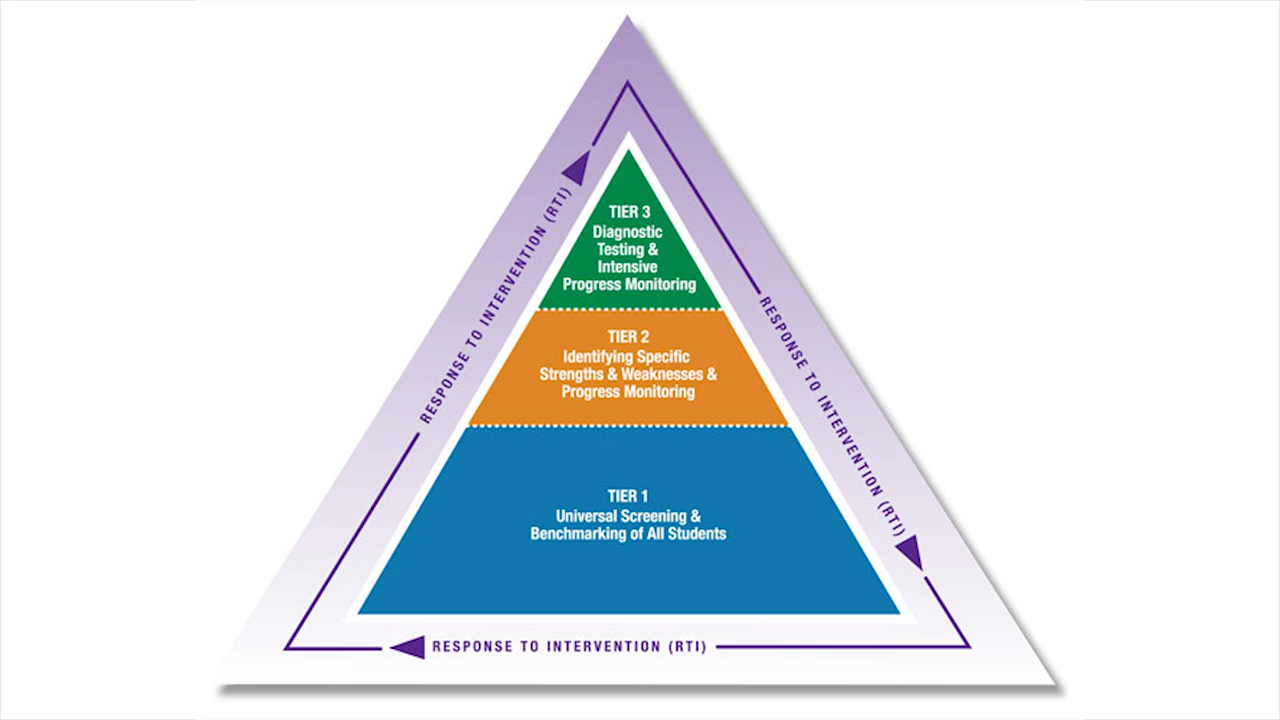 TIER 3
Diagnostic
Testing &
Intensive
Progress Monitoring
TIER 2
Identifying Specific
Strengths & Weaknesses &
Progress Monitoring
TIER 1
Universal Screening &
Benchmarking of All Students
RESPONSE TO INTERVENTION (RTI)
RESPONSE TO INTERVENTION (RTI)
RESPONSE TO INTERVENTION (RTI)